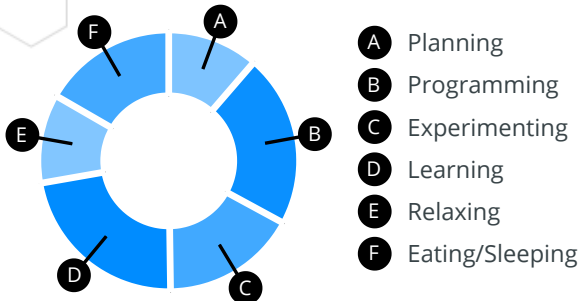 A
F
B
E
D
C
A Planning
B Programming
C Experimenting
D Learning
E Relaxing
F Eating/Sleeping